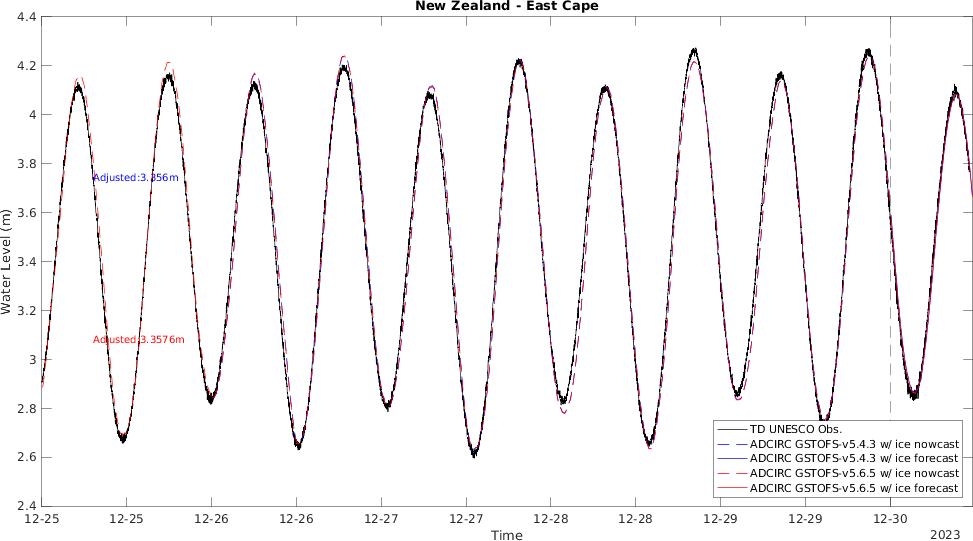 New Zealand - East Cape
4.4
4.2
4
3.8
3.6
3.4
3.2
3
2.8
2.6
2.4
Water Level (m)
Adjusted:3.356m
Adjusted:3.3576m
TD UNESCO Obs.
ADCIRC GSTOFS-v5.4.3 w/ ice nowcast
ADCIRC GSTOFS-v5.4.3 w/ ice forecast
ADCIRC GSTOFS-v5.6.5 w/ ice nowcast
ADCIRC GSTOFS-v5.6.5 w/ ice forecast
12-25 12-25 12-26 12-26 12-27 12-27 12-28 12-28 12-29 12-29 12-30
Time
2023